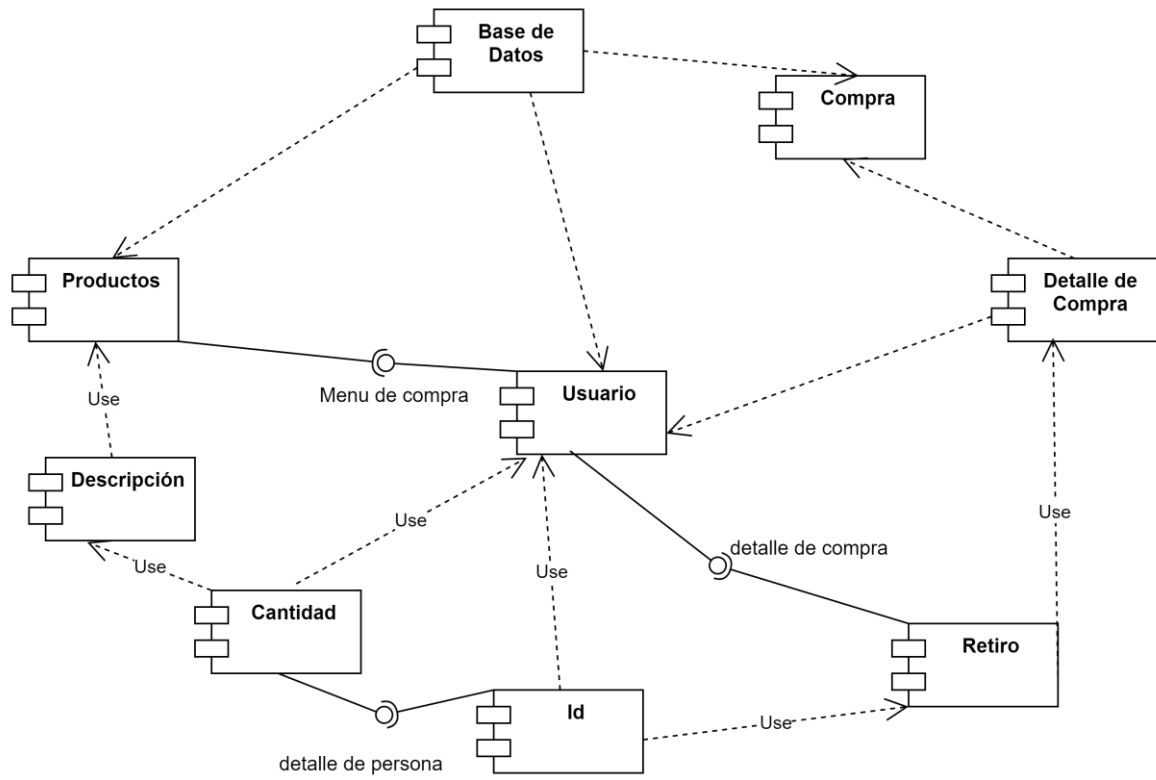 Base de
Datos
Compra
Productos
Detalle de
Compra
Menu de compra
Usuario
Use
Descripción
Use
Use
Use
Use
detalle de compra
Cantidad
Retiro
Id
Use
detalle de persona